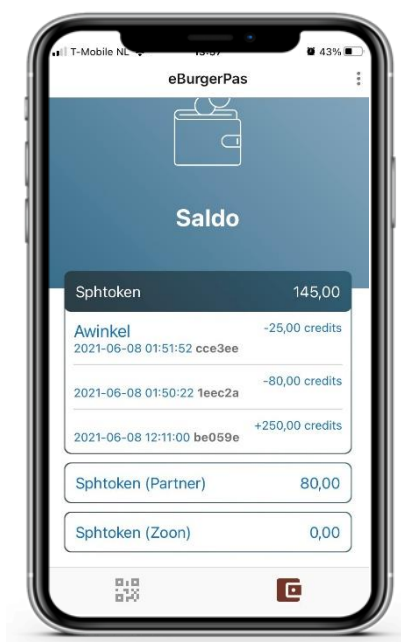 T-Mobile NL 43%
eBurgerPas
Saldo
Sphtoken 145,00
Awinkel -25,00 credits
2021-06-08 01:51:52 cce3ee
-80,00 credits
2021-06-08 01:50:22 1eec2a
+250,00 credits
2021-06-08 12:11:00 be059e
Sphtoken (Partner) 80,00
Sphtoken (Zoon) 0,00